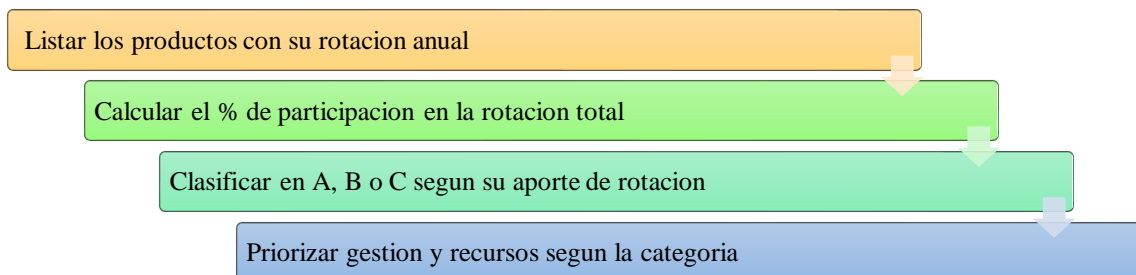 Listar los productos con su rotacion anual
Calcular el % de participacion en la rotacion total
Clasificar en A, B o C segun su aporte de rotacion
Priorizar gestion y recursos segun la categoria